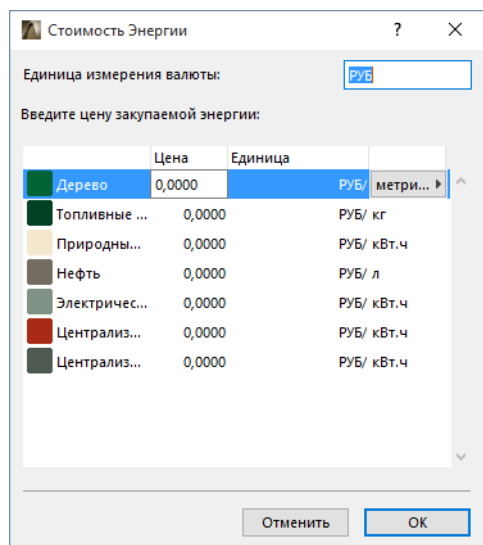 Стоимость Энергии ?
Единица измерения валюты: РУБ
Введите цену закупаемой энергии:
Цена Единица
Дерево 0,0000 РУБ/ метри...
Топливные ... 0,0000 РУБ/ кг
Природны... 0,0000 РУБ/ кВт.ч
Нефть 0,0000 РУБ/ л
Электричес... 0,0000 РУБ/ кВт.ч
Централиз... 0,0000 РУБ/ кВт.ч
Централиз... 0,0000 РУБ/ кВт.ч
Отменить OK